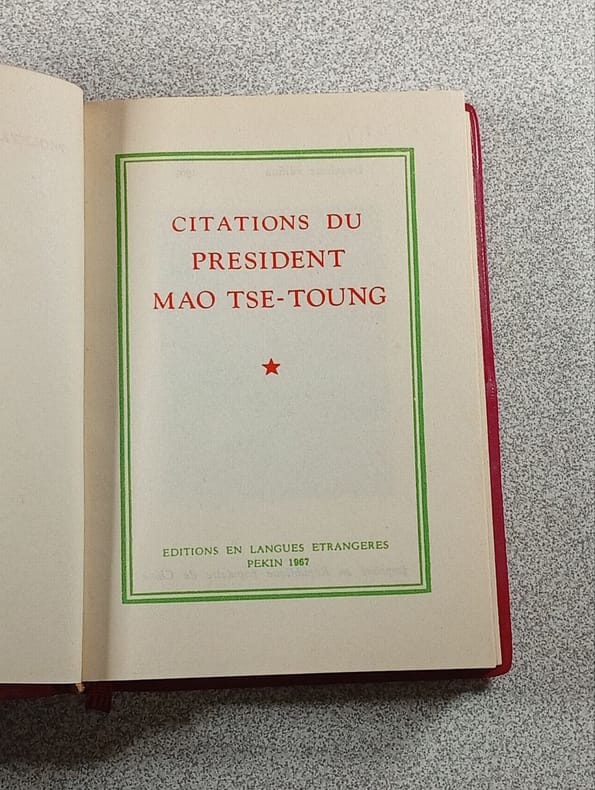 CITATIONS DU
PRESIDENT
MAO TSE-TOUNG
EDITIONS EN LANGUES ETRANGERES
PEKIN 1967